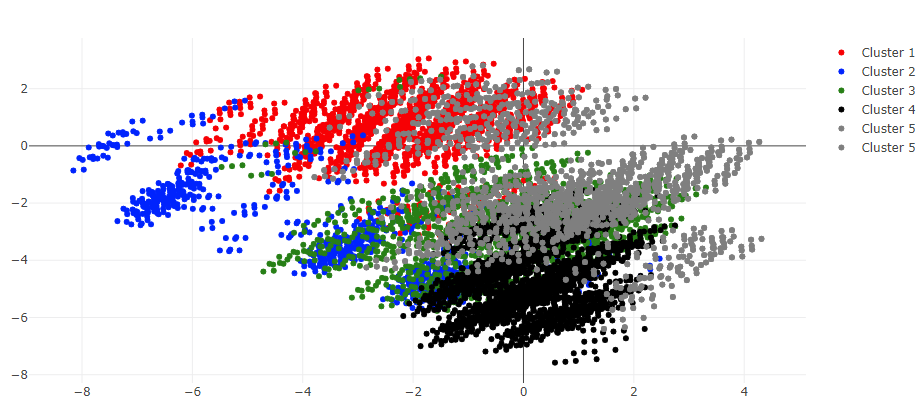 Cluster 1
Cluster 2
Cluster 3
Cluster 4
Cluster 5
Cluster 5
2
0
−2
−4
−6
−8
−8 −6 −4 −2 0 2 4